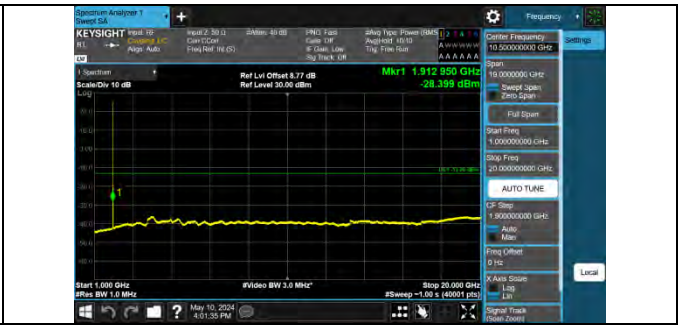 Spectrum Analyzer 1
Swept SA
+
Frequency
KEYSIGHT
Input: RF
Coupling: DC
Align: Auto
Input Z: 50 Ω
Corr CCorr
Freq Ref: Int (S)
#Atten: 40 dB
PNO: Fast
Gate: Off
IF Gain: Low
Sig Track: Off
#Avg Type: Power (RMS)
Avg|Hold: 10/10
Trig: Free Run
A W W W W W
A A A A A A
LW
1 Spectrum
Scale/Div 10 dB
Log
Ref Lvl Offset 8.77 dB
Ref Level 30.00 dBm
Mkr1 1.912 950 GHz
-28.399 dBm
1
Start 1.000 GHz
#Res BW 1.0 MHz
#Video BW 3.0 MHz*
Stop 20.000 GHz
#Sweep ~1.00 s (40001 pts)
Center Frequency
10.500000000 GHz
Settings
Span
19.0000000 GHz
Swept Span
Zero Span
Full Span
Start Freq
1.000000000 GHz
Stop Freq
20.000000000 GHz
AUTO TUNE
CF Step
1.900000000 GHz
Auto
Man
Freq Offset
0 Hz
X Axis Scale
Log
Lin
Signal Track
(Span Zoom)
Local
?
May 10, 2024
4:01:35 PM